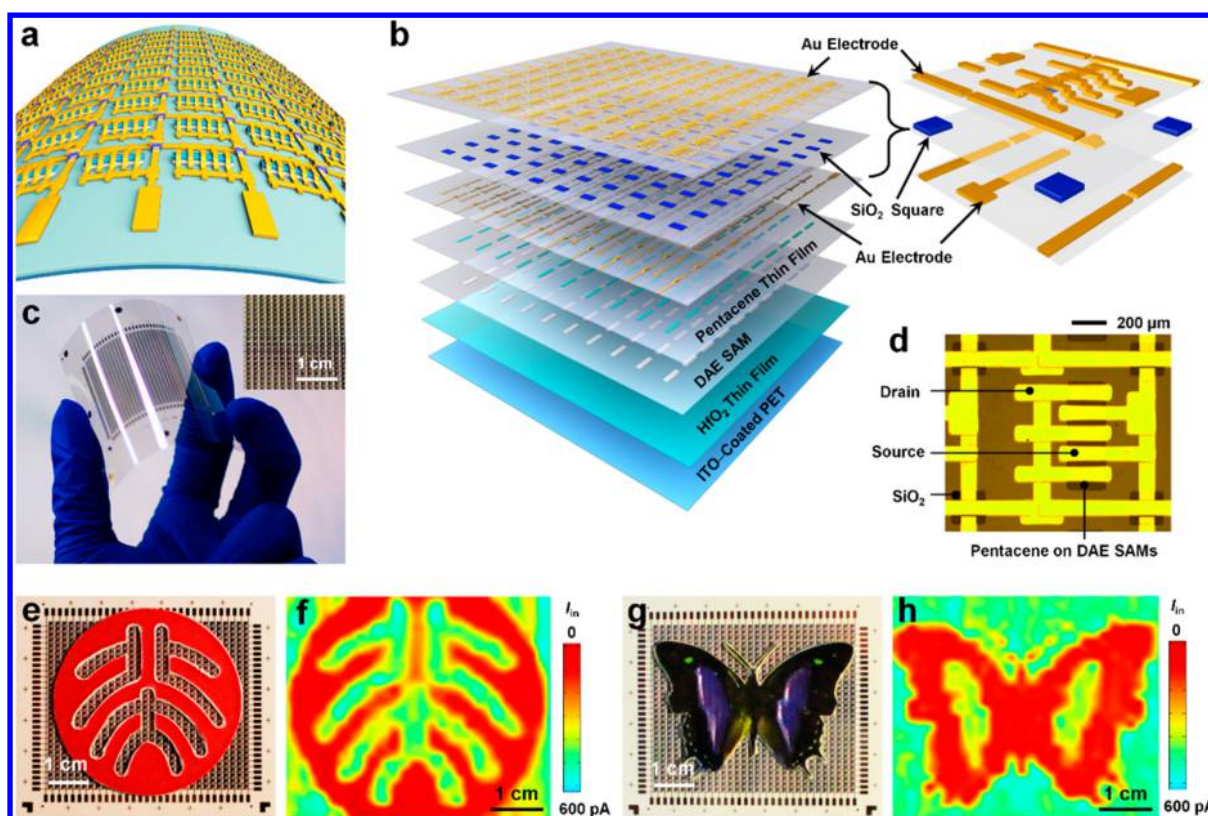 a
b
Au Electrode
SiO₂ Square
Au Electrode
Pentacene Thin Film
DAE SAM
HfO₂ Thin Film
ITO–Coated PET
c
1 cm
200 µm
d
Drain
Source
SiO₂
Pentacene on DAE SAMs
e
1 cm
f
1 cm
Iin
0
600 pA
g
1 cm
h
1 cm
Iin
0
600 pA